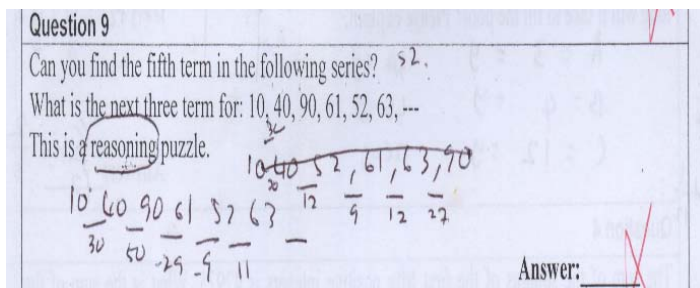 Question 9
Can you find the fifth term in the following series? 52.
What is the next three term for: 10, 40, 90, 61, 52, 63, ---
30
This is a reasoning puzzle.
10 40, 52, 61, 63, 90
30 12 9 12 27
10 40 90 61 52 63
30 50 -29 -9 11
Answer: